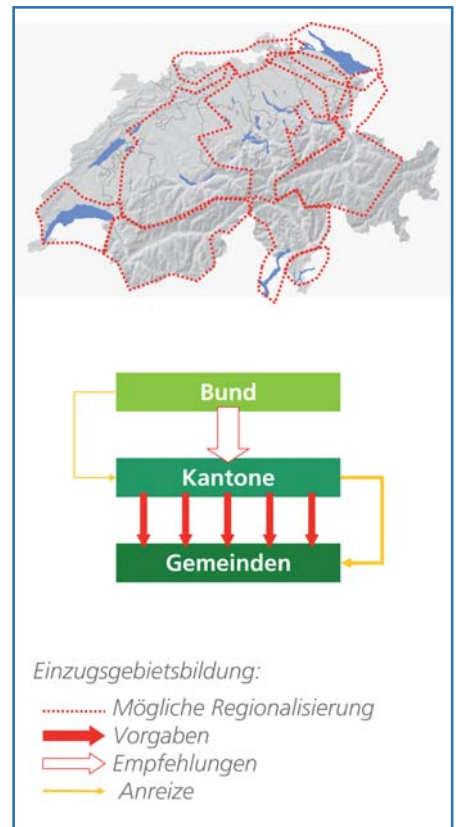 Bund
Kantone
Gemeinden
Einzugsgebietsbildung:
Mögliche Regionalisierung
Vorgaben
Empfehlungen
Anreize